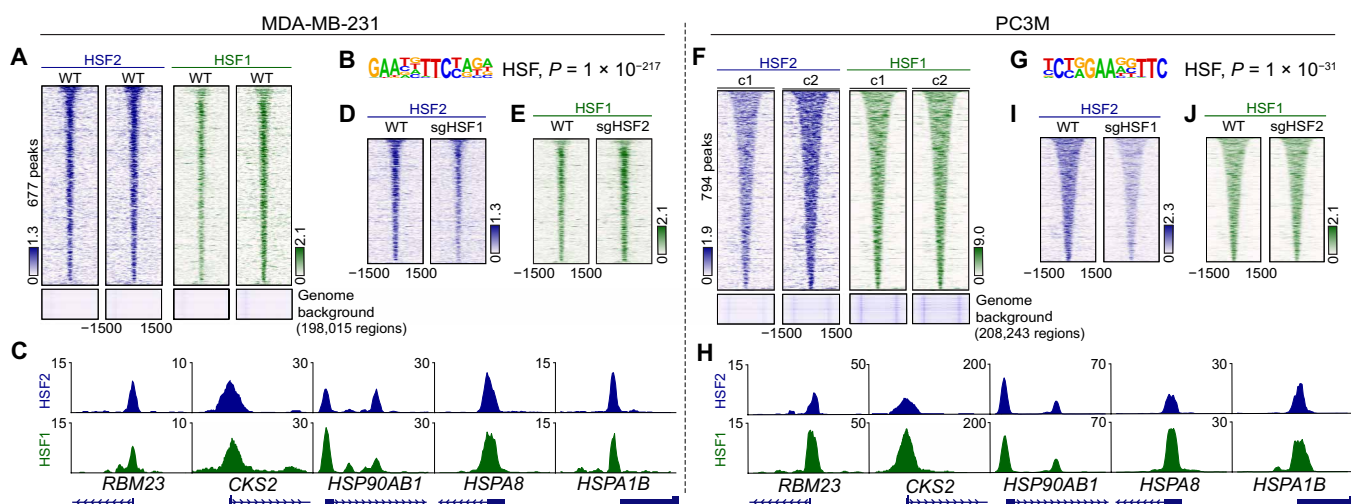 MDA-MB-231
PC3M
A
HSF2
HSF1
WT
WT
WT
WT
677 peaks
0
1.3
0
2.1
−1500
1500
Genome
background
(198,015 regions)
B
GAA TTCTAGA
HSF, P = 1 × 10−217
D
HSF2
WT
sgHSF1
−1500
1500
0
1.3
E
HSF1
WT
sgHSF2
−1500
1500
0
2.1
C
HSF2
15
10
30
30
15
HSF1
15
30
30
30
15
RBM23
CKS2
HSP90AB1
HSPA8
HSPA1B
F
HSF2
HSF1
c1
c2
c1
c2
794 peaks
0
1.9
0
9.0
−1500
1500
Genome
background
(208,243 regions)
G
TCTGGAAGGTTC
HSF, P = 1 × 10−31
I
HSF2
WT
sgHSF1
−1500
1500
0
2.3
J
HSF1
WT
sgHSF2
−1500
1500
0
2.1
H
HSF2
15
50
200
70
30
HSF1
15
50
200
70
30
RBM23
CKS2
HSP90AB1
HSPA8
HSPA1B